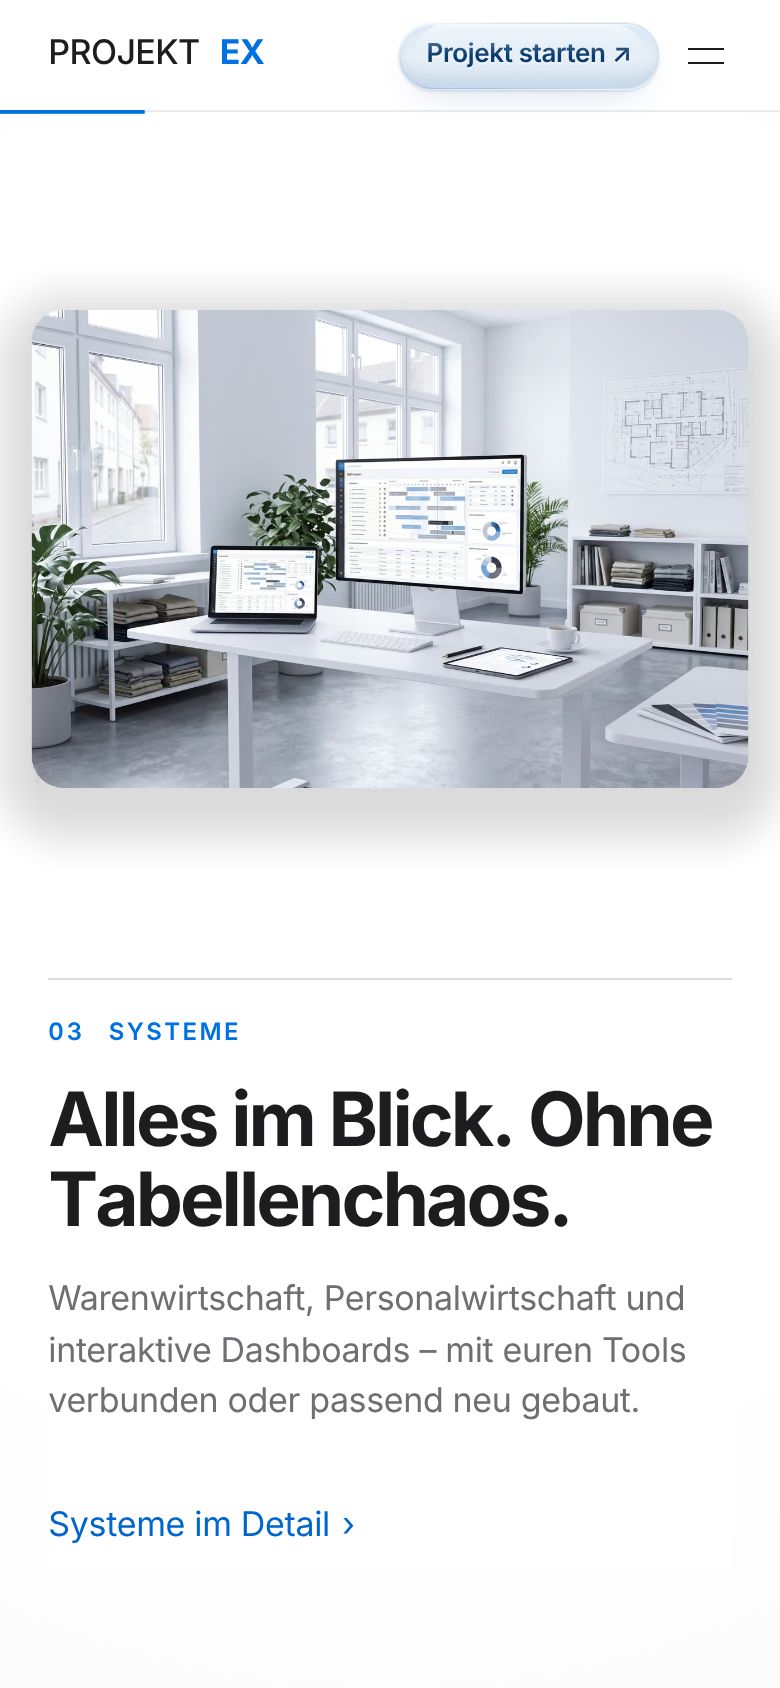 PROJEKT EX
Projekt starten ↗
03 SYSTEME
Alles im Blick. Ohne
Tabellenchaos.
Warenwirtschaft, Personalwirtschaft und
interaktive Dashboards – mit euren Tools
verbunden oder passend neu gebaut.
Systeme im Detail ›